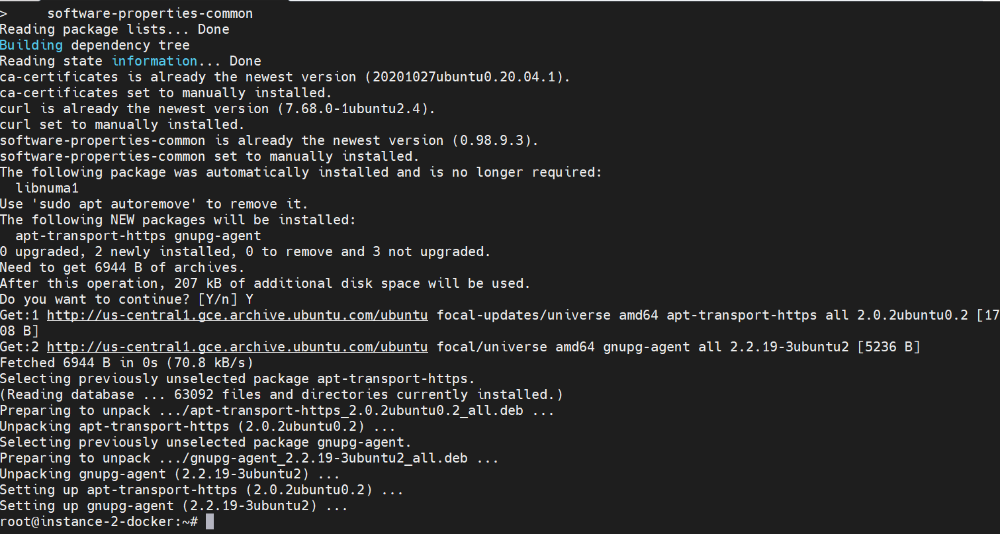 >     software-properties-common
Reading package lists... Done
Building dependency tree
Reading state information... Done
ca-certificates is already the newest version (20201027ubuntu0.20.04.1).
ca-certificates set to manually installed.
curl is already the newest version (7.68.0-1ubuntu2.4).
curl set to manually installed.
software-properties-common is already the newest version (0.98.9.3).
software-properties-common set to manually installed.
The following package was automatically installed and is no longer required:
  libnuma1
Use 'sudo apt autoremove' to remove it.
The following NEW packages will be installed:
  apt-transport-https gnupg-agent
0 upgraded, 2 newly installed, 0 to remove and 3 not upgraded.
Need to get 6944 B of archives.
After this operation, 207 kB of additional disk space will be used.
Do you want to continue? [Y/n] Y
Get:1 http://us-central1.gce.archive.ubuntu.com/ubuntu focal-updates/universe amd64 apt-transport-https all 2.0.2ubuntu0.2 [17
08 B]
Get:2 http://us-central1.gce.archive.ubuntu.com/ubuntu focal/universe amd64 gnupg-agent all 2.2.19-3ubuntu2 [5236 B]
Fetched 6944 B in 0s (70.8 kB/s)
Selecting previously unselected package apt-transport-https.
(Reading database ... 63092 files and directories currently installed.)
Preparing to unpack .../apt-transport-https_2.0.2ubuntu0.2_all.deb ...
Unpacking apt-transport-https (2.0.2ubuntu0.2) ...
Selecting previously unselected package gnupg-agent.
Preparing to unpack .../gnupg-agent_2.2.19-3ubuntu2_all.deb ...
Unpacking gnupg-agent (2.2.19-3ubuntu2) ...
Setting up apt-transport-https (2.0.2ubuntu0.2) ...
Setting up gnupg-agent (2.2.19-3ubuntu2) ...
root@instance-2-docker:~#